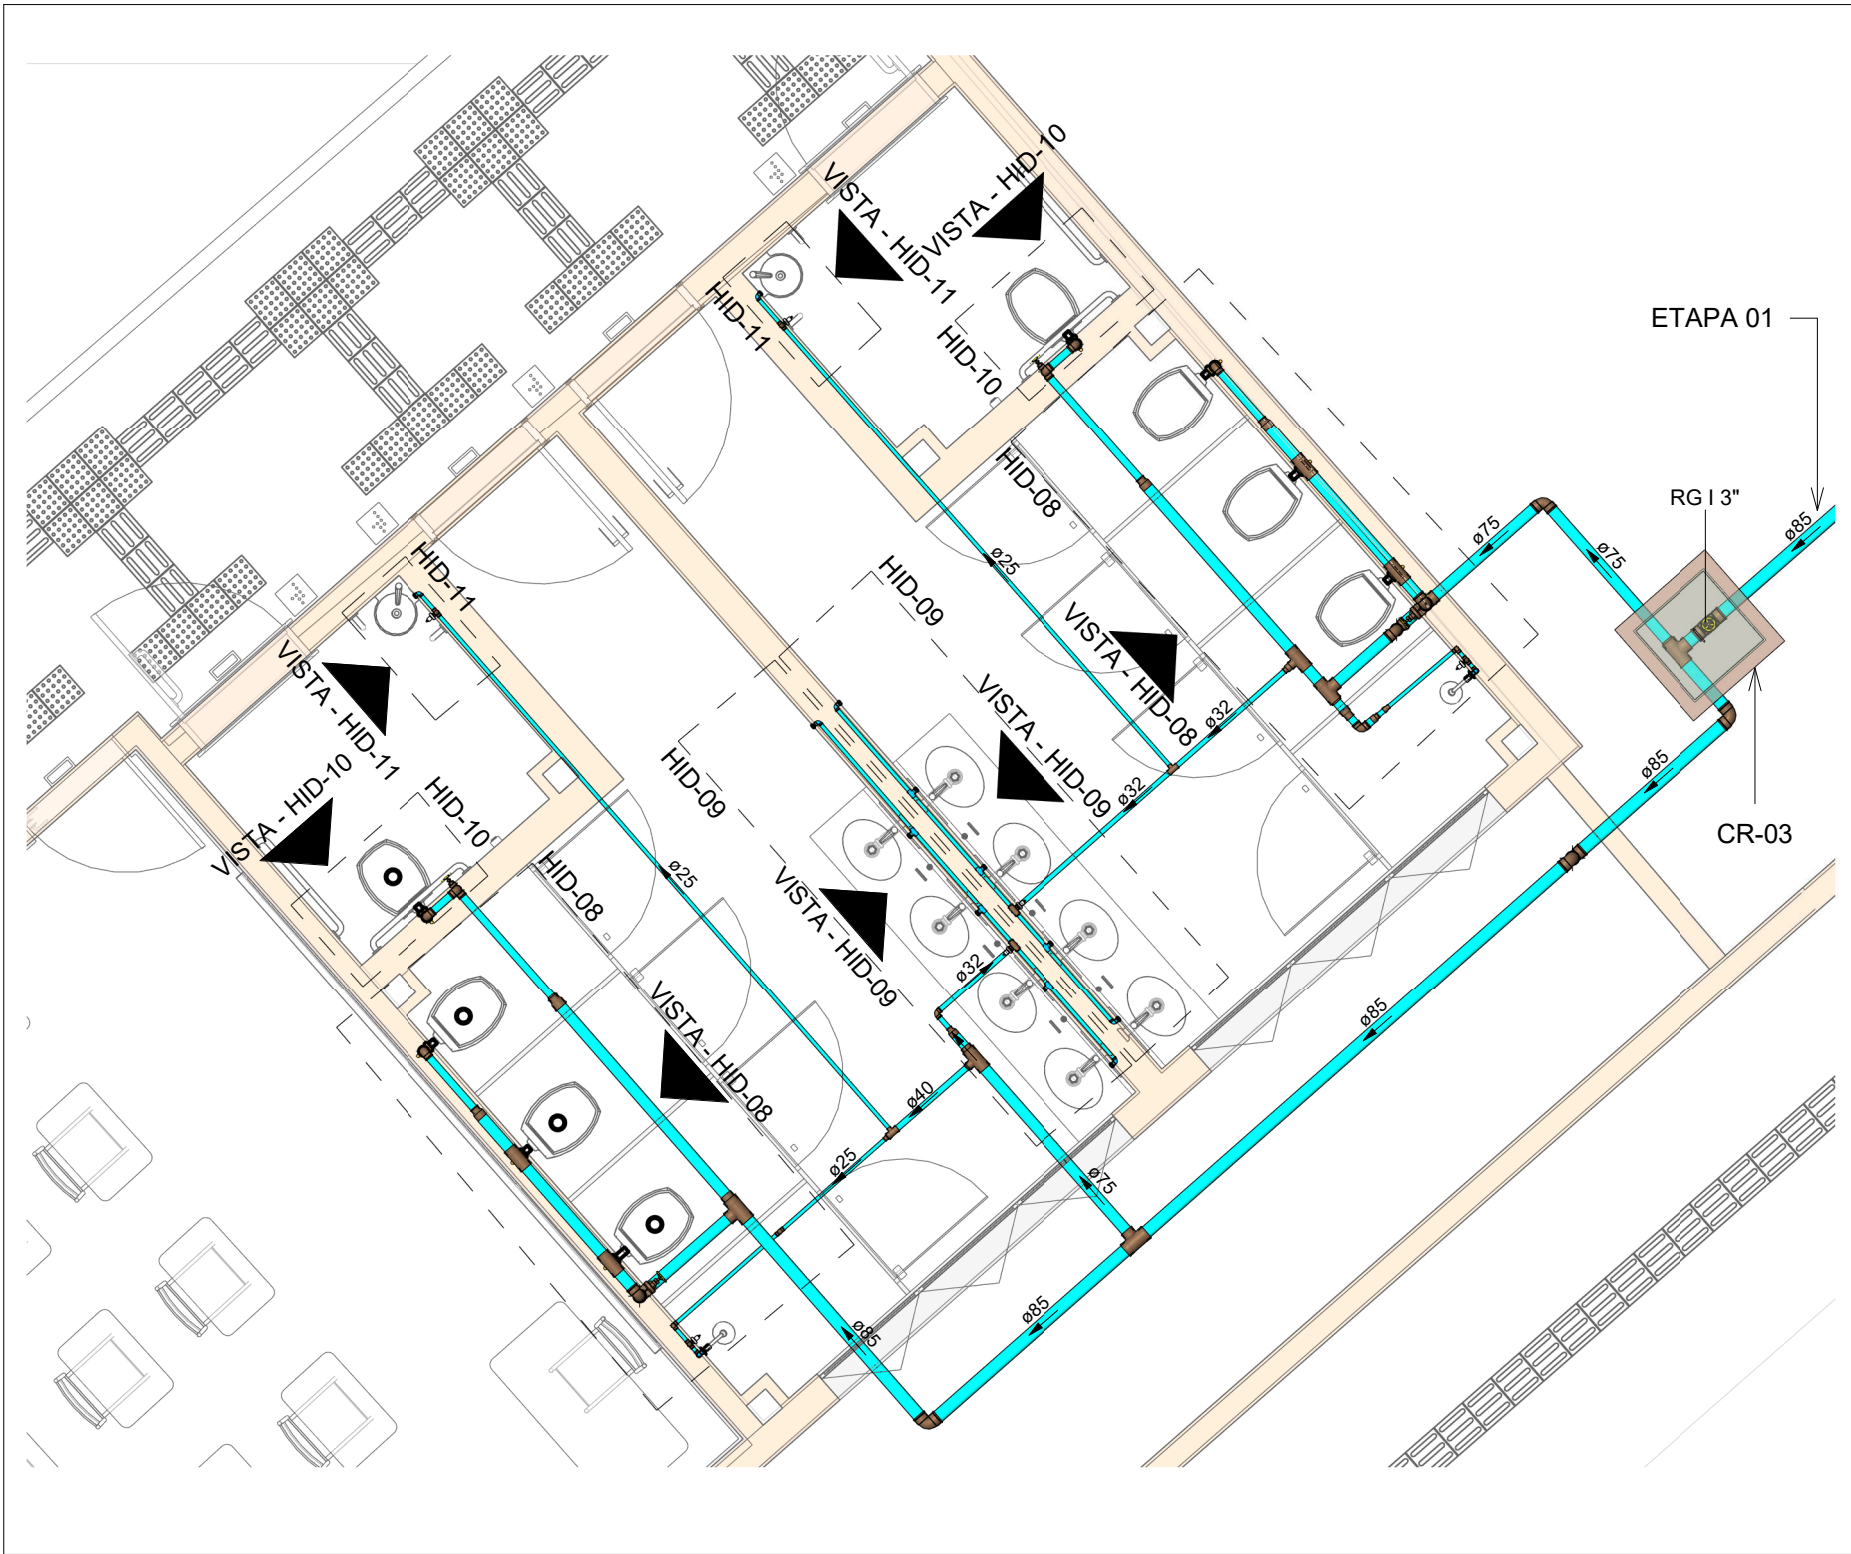 VISTA - HID-10
VISTA - HID-11
HID-11
HID-10
ETAPA 01
HID-08
RG I 3"
ø75
ø75
ø85
ø25
HID-11
HID-09
VISTA - HID-08
VISTA - HID-11
VISTA - HID-10
HID-10
HID-09
VISTA - HID-09
ø32
ø32
ø85
CR-03
HID-08
ø25
VISTA - HID-09
ø32
VISTA - HID-08
ø85
ø40
ø25
ø75
ø85
ø85